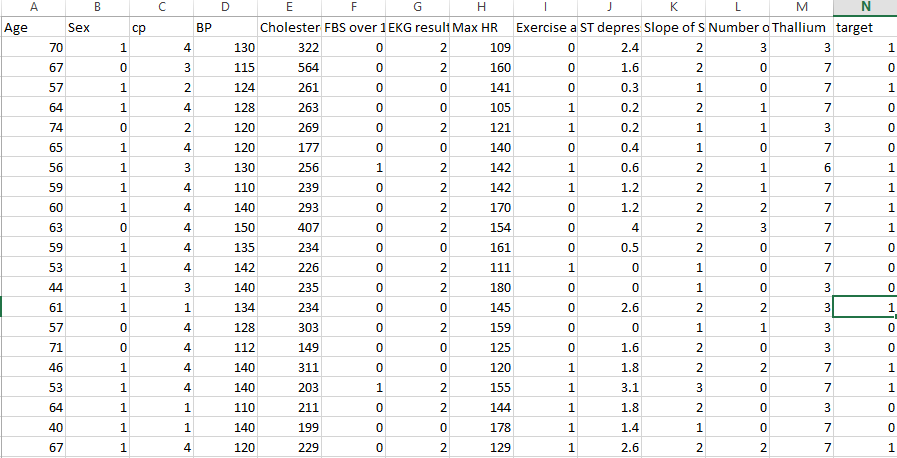 A B C D E F G H I J K L M N
Age Sex cp BP Cholester FBS over 1 EKG result Max HR Exercise a ST depres Slope of S Number o Thallium target
70 1 4 130 322 0 2 109 0 2.4 2 3 3 1
67 0 3 115 564 0 2 160 0 1.6 2 0 7 0
57 1 2 124 261 0 0 141 0 0.3 1 0 7 1
64 1 4 128 263 0 0 105 1 0.2 2 1 7 0
74 0 2 120 269 0 2 121 1 0.2 1 1 3 0
65 1 4 120 177 0 0 140 0 0.4 1 0 7 0
56 1 3 130 256 1 2 142 1 0.6 2 1 6 1
59 1 4 110 239 0 2 142 1 1.2 2 1 7 1
60 1 4 140 293 0 2 170 0 1.2 2 2 7 1
63 0 4 150 407 0 2 154 0 4 2 3 7 1
59 1 4 135 234 0 0 161 0 0.5 2 0 7 0
53 1 4 142 226 0 2 111 1 0 1 0 7 0
44 1 3 140 235 0 2 180 0 0 1 0 3 0
61 1 1 134 234 0 0 145 0 2.6 2 2 3 1
57 0 4 128 303 0 2 159 0 0 1 1 3 0
71 0 4 112 149 0 0 125 0 1.6 2 0 3 0
46 1 4 140 311 0 0 120 1 1.8 2 2 7 1
53 1 4 140 203 1 2 155 1 3.1 3 0 7 1
64 1 1 110 211 0 2 144 1 1.8 2 0 3 0
40 1 1 140 199 0 0 178 1 1.4 1 0 7 0
67 1 4 120 229 0 2 129 1 2.6 2 2 7 1